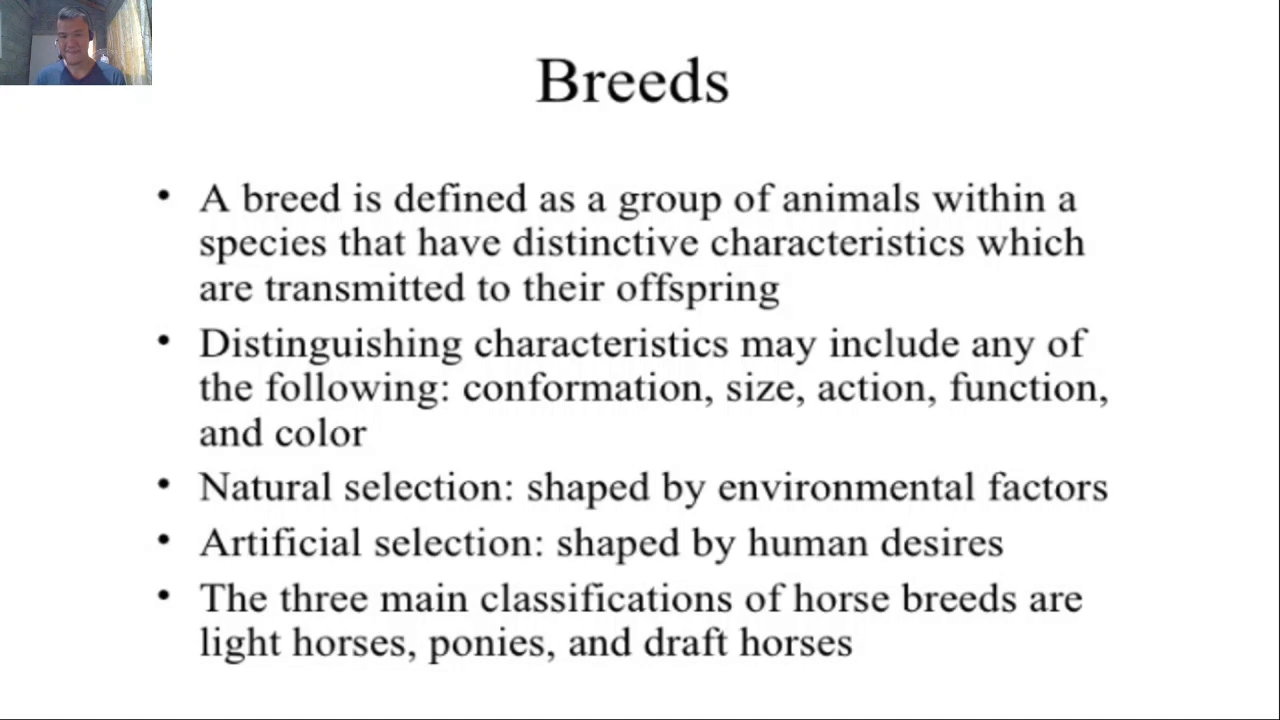 Breeds
• A breed is defined as a group of animals within a
species that have distinctive characteristics which
are transmitted to their offspring
• Distinguishing characteristics may include any of
the following: conformation, size, action, function,
and color
• Natural selection: shaped by environmental factors
• Artificial selection: shaped by human desires
• The three main classifications of horse breeds are
light horses, ponies, and draft horses